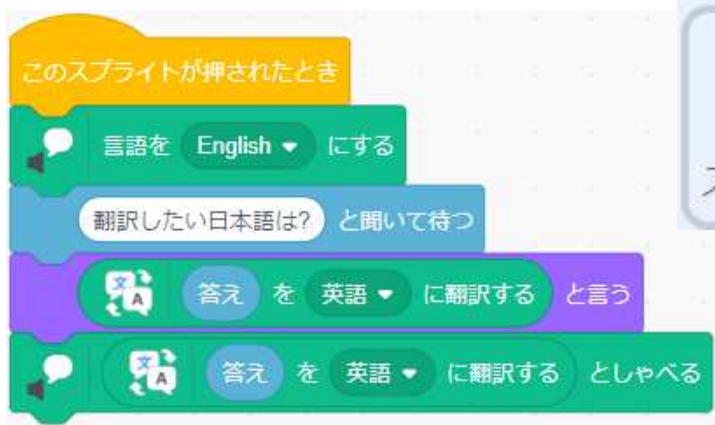 このスプライトが押されたとき
言語を English にする
翻訳したい日本語は? と聞いて待つ
文 A 答え を 英語 に翻訳する と言う
文 A 答え を 英語 に翻訳する としゃべる